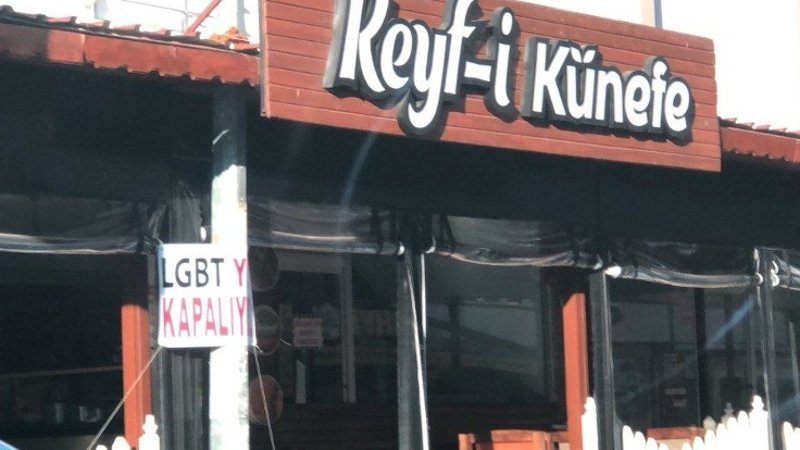 Keyf-i Künefe
LGBT Y
KAPALIY